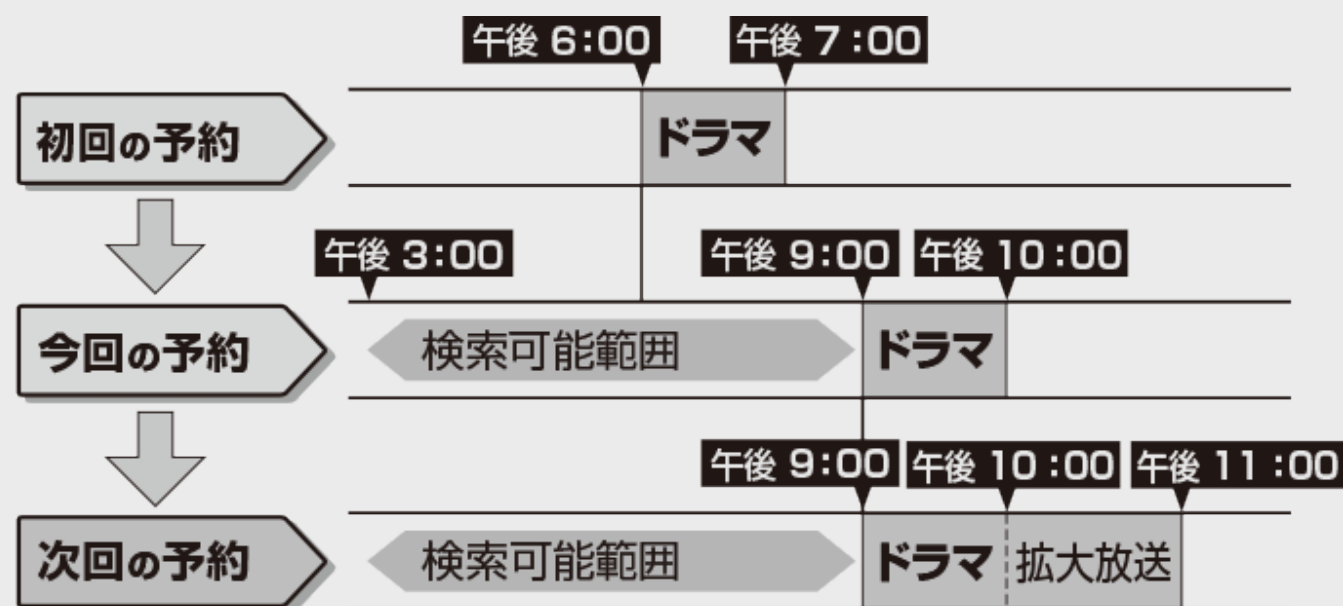 午後 6:00 午後 7:00
初回の予約 ドラマ
午後 3:00 午後 9:00 午後 10:00
今回の予約 検索可能範囲 ドラマ
午後 9:00 午後 10:00 午後 11:00
次回の予約 検索可能範囲 ドラマ 拡大放送